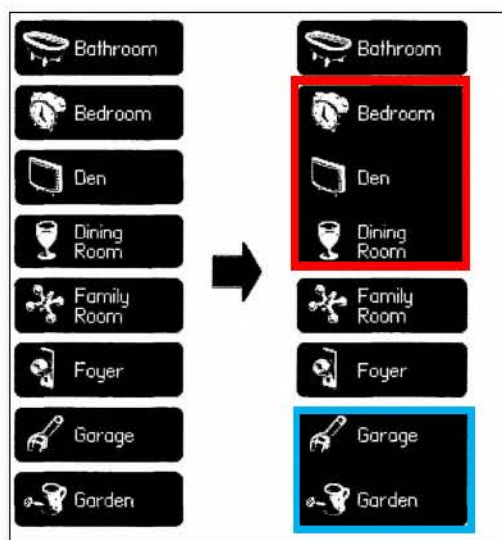 Bathroom
Bedroom
Den
Dining
Room
Family
Room
Foyer
Garage
Garden
Bathroom
Bedroom
Den
Dining
Room
Family
Room
Foyer
Garage
Garden